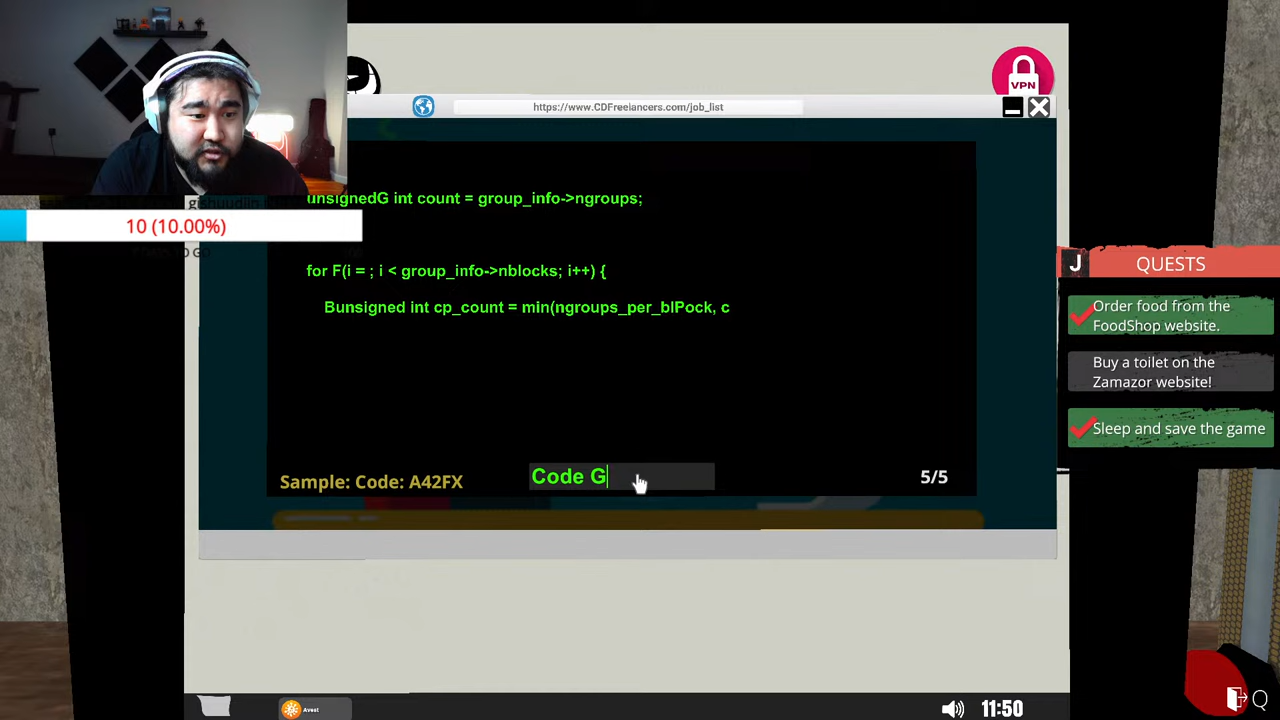 VPN
https://www.CDFreelancers.com/job_list
unsignedG int count = group_info->ngroups;
10 (10.00%)
for F(i = ; i < group_info->nblocks; i++) {
Bunsigned int cp_count = min(ngroups_per_blPock, c
J QUESTS
Order food from the
FoodShop website.
Buy a toilet on the
Zamazor website!
Sleep and save the game
Sample: Code: A42FX
Code G
5/5
Avest
11:50
Q